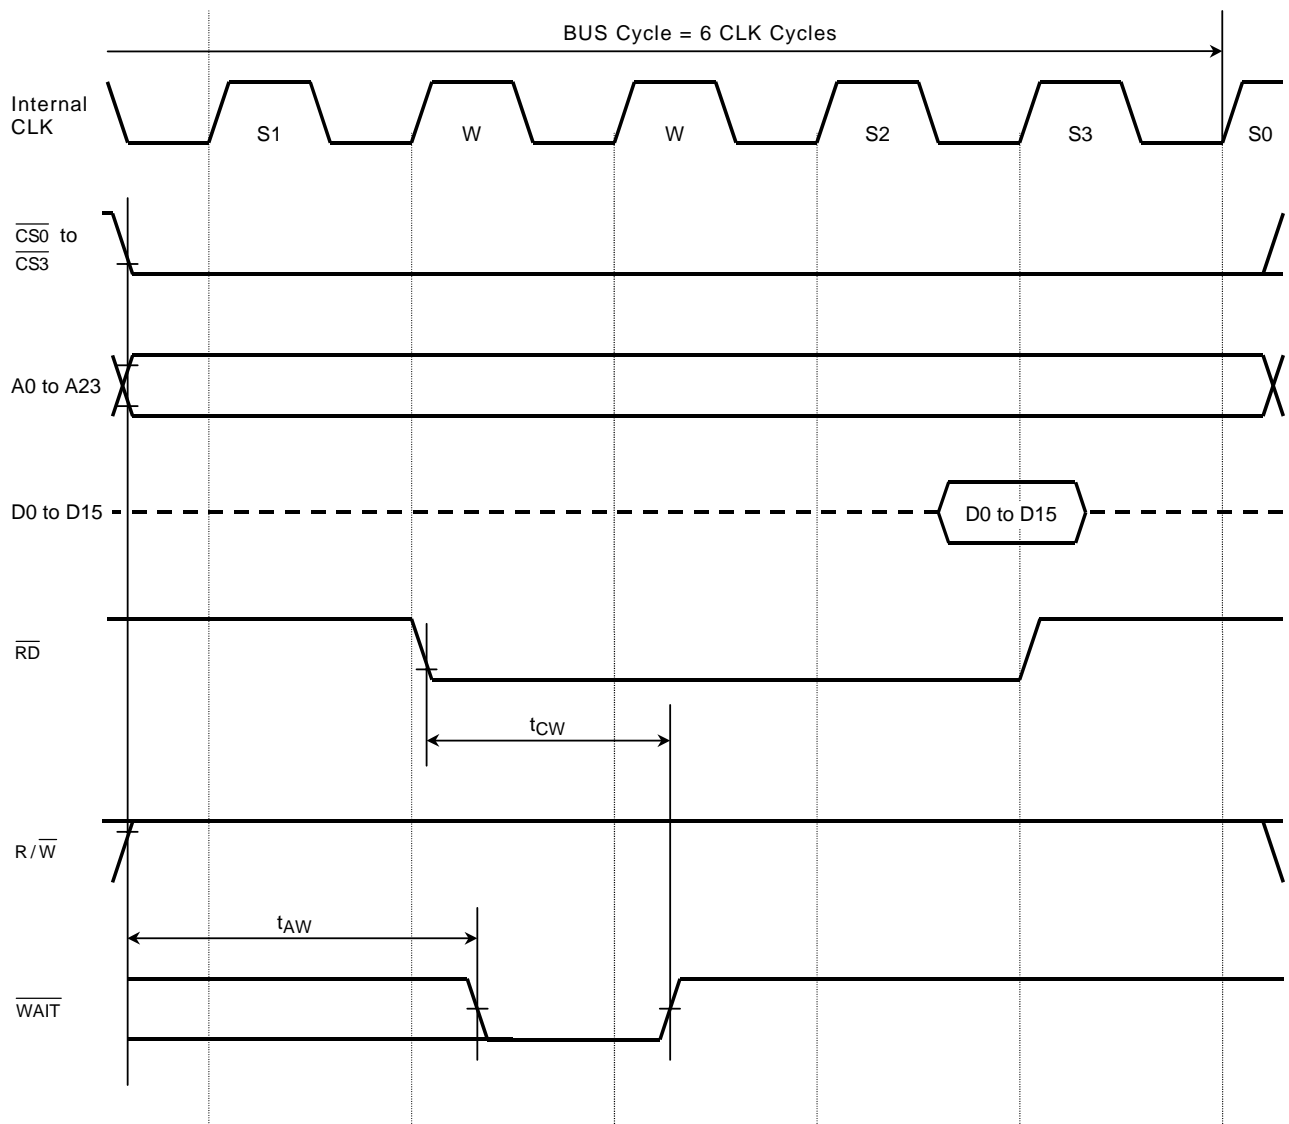 BUS Cycle = 6 CLK Cycles
Internal
CLK
S1 W W S2 S3 S0
CS0 to
CS3
A0 to A23
D0 to D15 D0 to D15
RD
tCW
R/W
tAW
WAIT